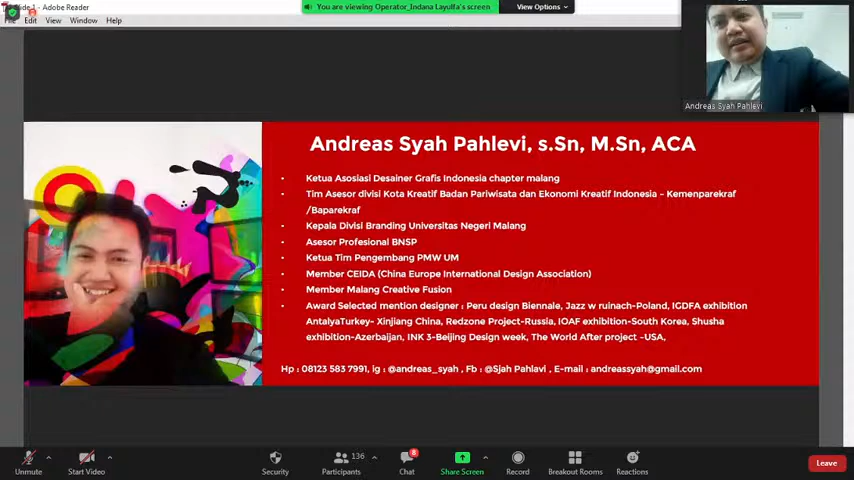 Slide 1 - Adobe Reader
You are viewing Operator_Indana Layulfa's screen
View Options
File Edit View Window Help
Andreas Syah Pahlevi
Andreas Syah Pahlevi, s.Sn, M.Sn, ACA
• Ketua Asosiasi Desainer Grafis Indonesia chapter malang
• Tim Asesor divisi Kota Kreatif Badan Pariwisata dan Ekonomi Kreatif Indonesia - Kemenparekraf
/Baparekraf
• Kepala Divisi Branding Universitas Negeri Malang
• Asesor Profesional BNSP
• Ketua Tim Pengembang PMW UM
• Member CEIDA (China Europe International Design Association)
• Member Malang Creative Fusion
• Award Selected mention designer : Peru design Biennale, Jazz w ruinach-Poland, IGDFA exhibition
AntalyaTurkey- Xinjiang China, Redzone Project-Russia, IOAF exhibition-South Korea, Shusha
exhibition-Azerbaijan, INK 3-Beijing Design week, The World After project -USA,
Hp : 08123 583 7991, ig : @andreas_syah , Fb : @Sjah Pahlavi , E-mail : andreassyah@gmail.com
Unmute
Start Video
Security
136
Participants
8
Chat
Share Screen
Record
Breakout Rooms
Reactions
Leave